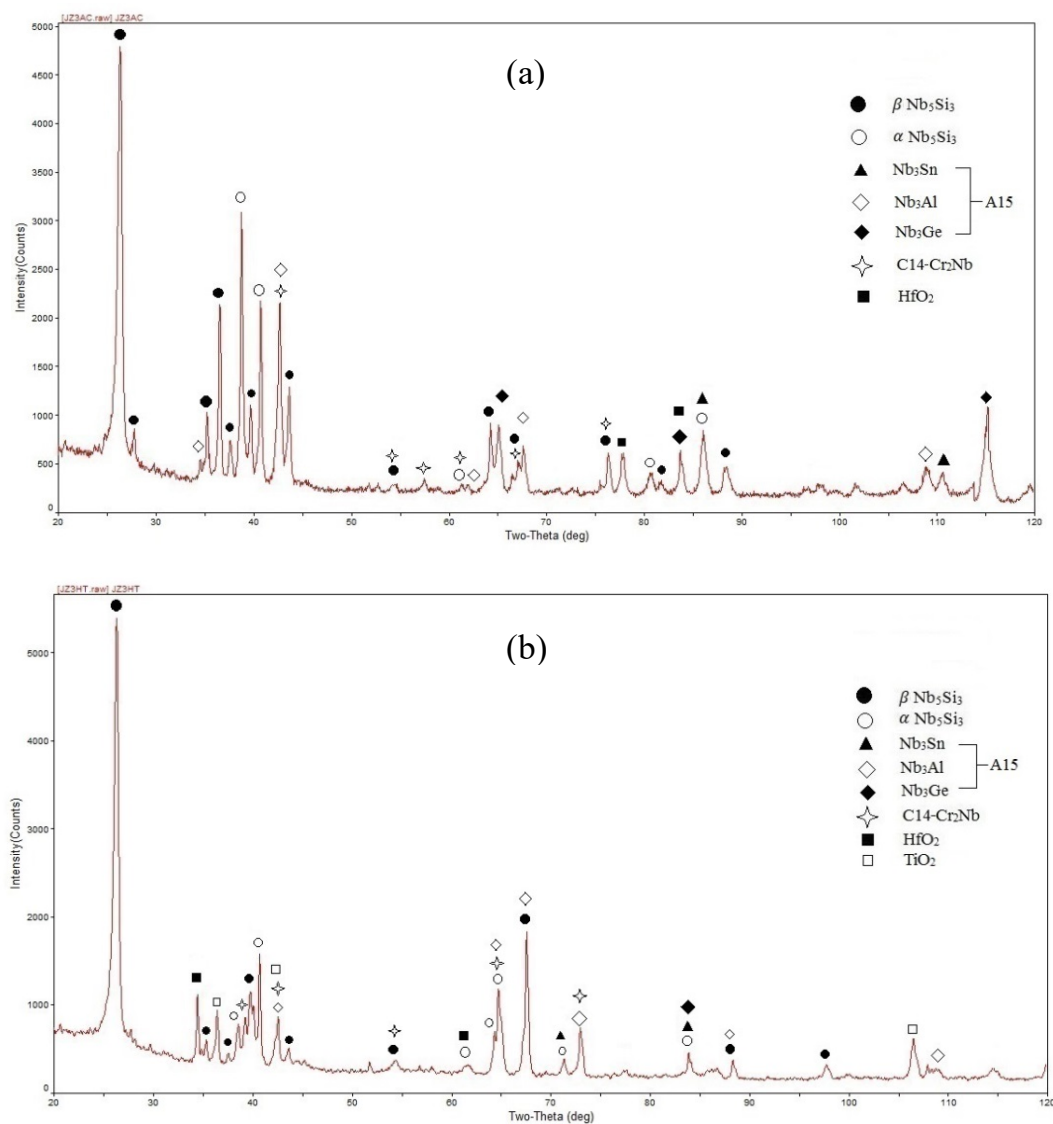 [JZ3AC.raw] JZ3AC
(a)
5000
4500
4000
3500
3000
2500
2000
1500
1000
500
0
Intensity(Counts)
β Nb₅Si₃
α Nb₅Si₃
Nb₃Sn
Nb₃Al
Nb₃Ge
A15
C14-Cr₂Nb
HfO₂
20 30 40 50 60 70 80 90 100 110 120
Two-Theta (deg)
[JZ3HT.raw] JZ3HT
(b)
5000
4000
3000
2000
1000
0
Intensity(Counts)
β Nb₅Si₃
α Nb₅Si₃
Nb₃Sn
Nb₃Al
Nb₃Ge
A15
C14-Cr₂Nb
HfO₂
TiO₂
20 30 40 50 60 70 80 90 100 110 120
Two-Theta (deg)